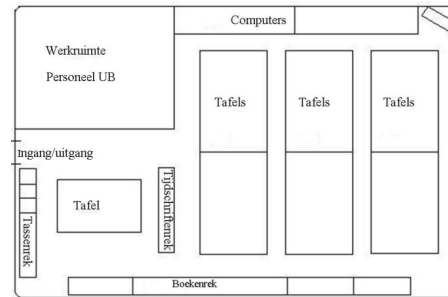 Computers
Werkruimte
Personeel UB
Tafels
Tafels
Tafels
Ingang/uitgang
Tafel
Tijdschriftenrek
Tassenrek
Boekenrek